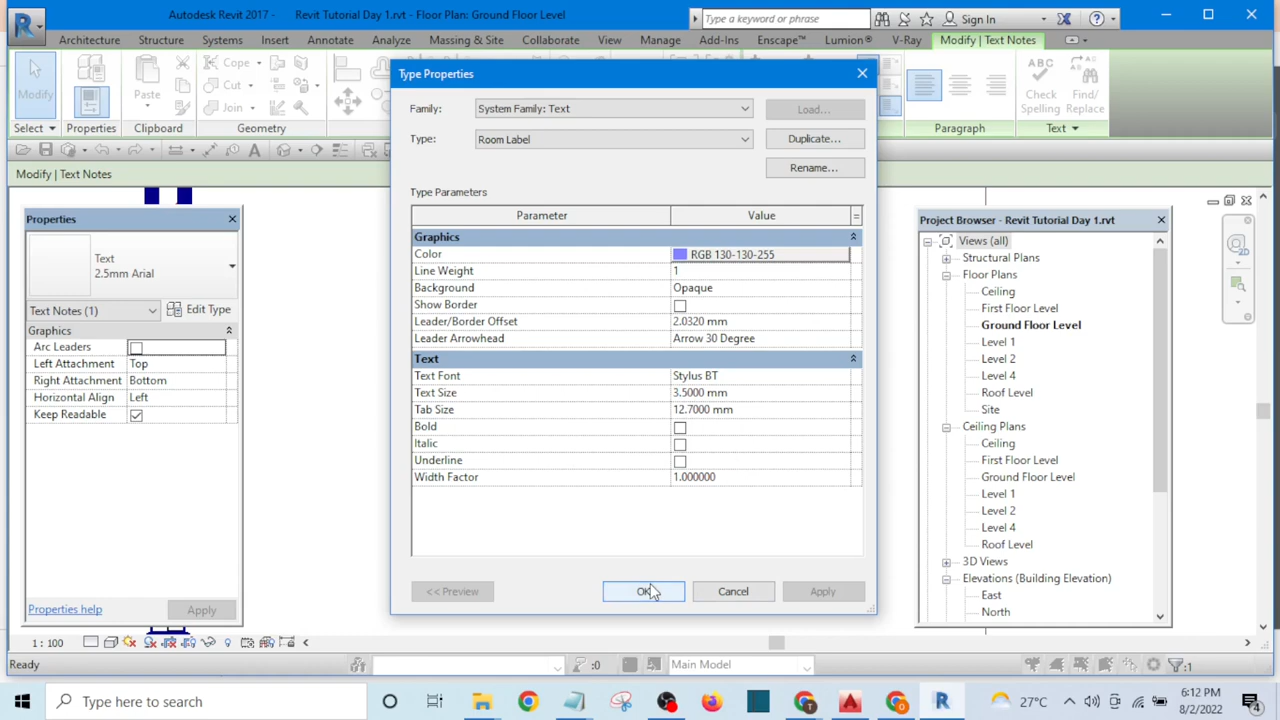 Autodesk Revit 2017 - Revit Tutorial Day 1.rvt - Floor Plan: Ground Floor Level
Type a keyword or phrase
Sign In
Architecture Structure Systems Insert Annotate Analyze Massing & Site Collaborate View Manage Add-Ins Enscape™ Lumion® V-Ray Modify | Text Notes
Modify
Paste
Cope
Cut
Join
ABC
Check Spelling
Find/ Replace
Select Properties Clipboard Geometry Paragraph Text
Modify | Text Notes
Properties
Text
2.5mm Arial
Text Notes (1) Edit Type
Graphics
Arc Leaders
Left Attachment Top
Right Attachment Bottom
Horizontal Align Left
Keep Readable
Properties help Apply
Type Properties
Family: System Family: Text Load...
Type: Room Label Duplicate...
Rename...
Type Parameters
Parameter Value =
Graphics
Color RGB 130-130-255
Line Weight 1
Background Opaque
Show Border
Leader/Border Offset 2.0320 mm
Leader Arrowhead Arrow 30 Degree
Text
Text Font Stylus BT
Text Size 3.5000 mm
Tab Size 12.7000 mm
Bold
Italic
Underline
Width Factor 1.000000
<< Preview OK Cancel Apply
Project Browser - Revit Tutorial Day 1.rvt
Views (all)
Structural Plans
Floor Plans
Ceiling
First Floor Level
Ground Floor Level
Level 1
Level 2
Level 4
Roof Level
Site
Ceiling Plans
Ceiling
First Floor Level
Ground Floor Level
Level 1
Level 2
Level 4
Roof Level
3D Views
Elevations (Building Elevation)
East
North
1 : 100
Ready :0 Main Model :1
Type here to search
27°C
6:12 PM
8/2/2022
4